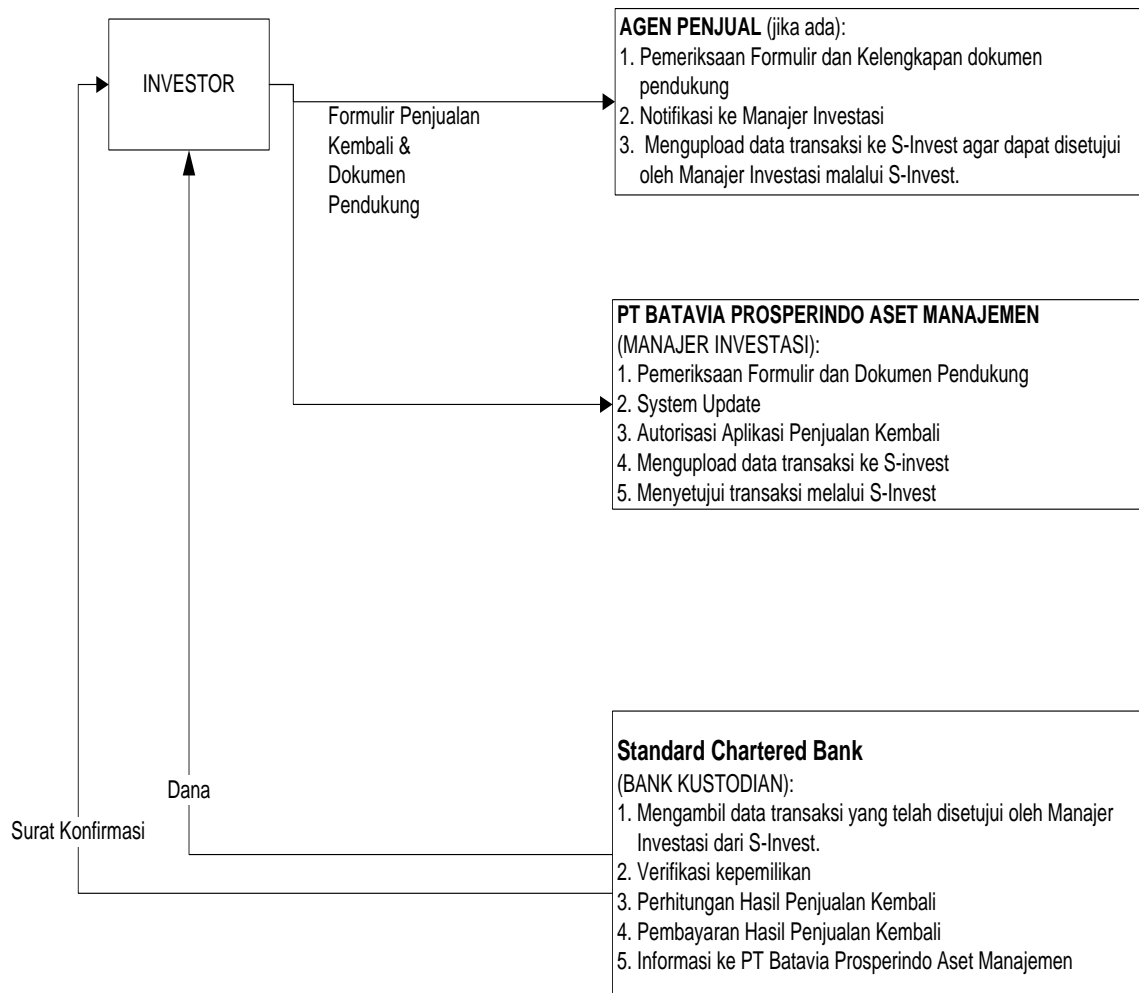 INVESTOR
Formulir Penjualan
Kembali &
Dokumen
Pendukung
AGEN PENJUAL (jika ada):
1. Pemeriksaan Formulir dan Kelengkapan dokumen
pendukung
2. Notifikasi ke Manajer Investasi
3. Mengupload data transaksi ke S-Invest agar dapat disetujui
oleh Manajer Investasi malalui S-Invest.
PT BATAVIA PROSPERINDO ASET MANAJEMEN
(MANAJER INVESTASI):
1. Pemeriksaan Formulir dan Dokumen Pendukung
2. System Update
3. Autorisasi Aplikasi Penjualan Kembali
4. Mengupload data transaksi ke S-invest
5. Menyetujui transaksi melalui S-Invest
Dana
Surat Konfirmasi
Standard Chartered Bank
(BANK KUSTODIAN):
1. Mengambil data transaksi yang telah disetujui oleh Manajer
Investasi dari S-Invest.
2. Verifikasi kepemilikan
3. Perhitungan Hasil Penjualan Kembali
4. Pembayaran Hasil Penjualan Kembali
5. Informasi ke PT Batavia Prosperindo Aset Manajemen